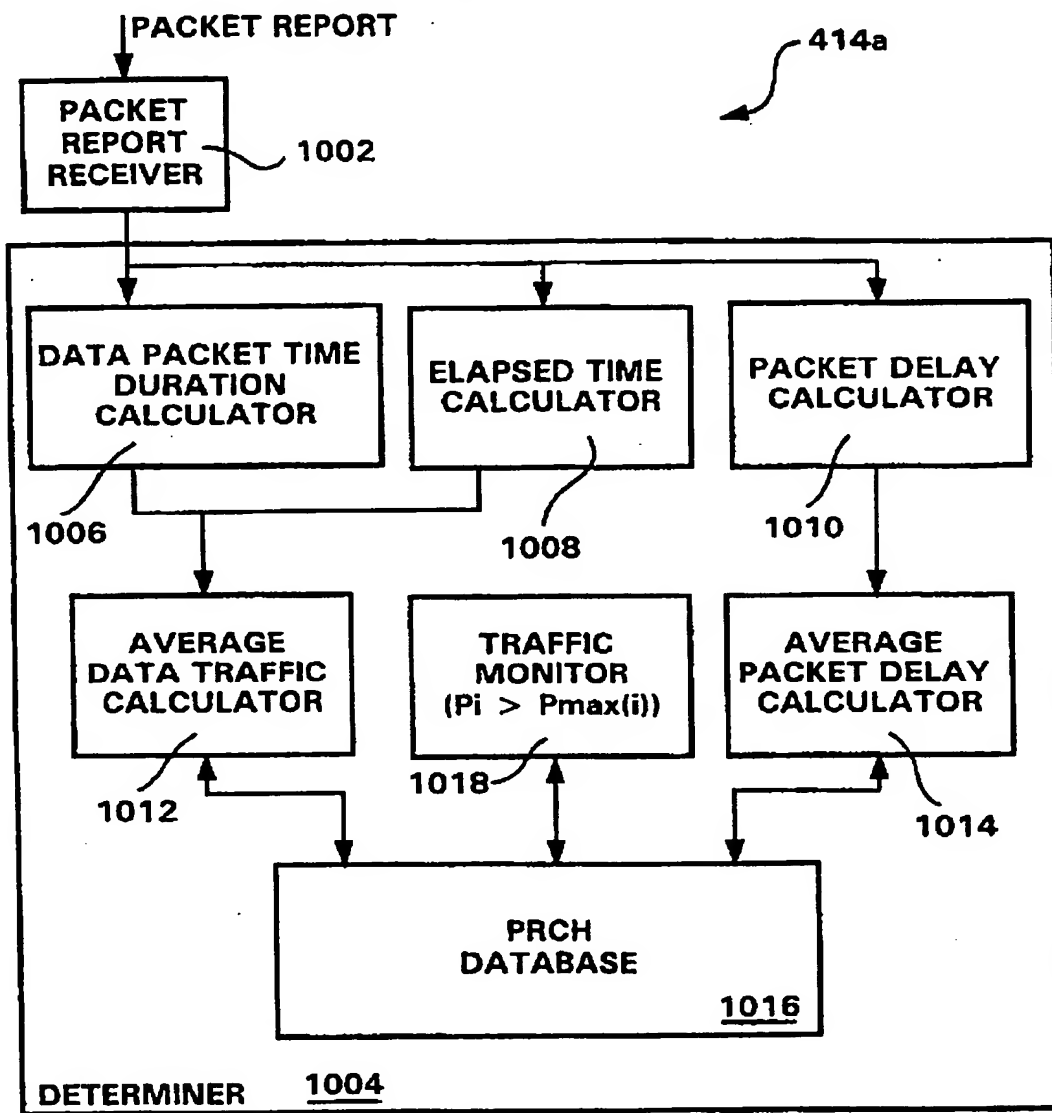 PACKET REPORT
414a
PACKET
REPORT
RECEIVER
1002
DATA PACKET TIME
DURATION
CALCULATOR
ELAPSED TIME
CALCULATOR
PACKET DELAY
CALCULATOR
1006
1008
1010
AVERAGE
DATA TRAFFIC
CALCULATOR
TRAFFIC
MONITOR
(Pi > Pmax(i))
AVERAGE
PACKET DELAY
CALCULATOR
1012
1018
1014
PRCH
DATABASE
1016
DETERMINER 1004